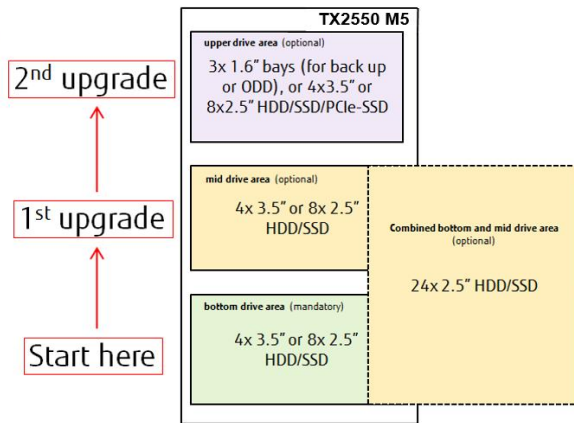 TX2550 M5
upper drive area (optional)
2nd upgrade
3x 1.6” bays (for back up
or ODD), or 4x3.5” or
8x2.5” HDD/SSD/PCIe-SSD
mid drive area (optional)
1st upgrade
4x 3.5” or 8x 2.5”
HDD/SSD
Combined bottom and mid drive area
(optional)
24x 2.5” HDD/SSD
bottom drive area (mandatory)
Start here
4x 3.5” or 8x 2.5”
HDD/SSD